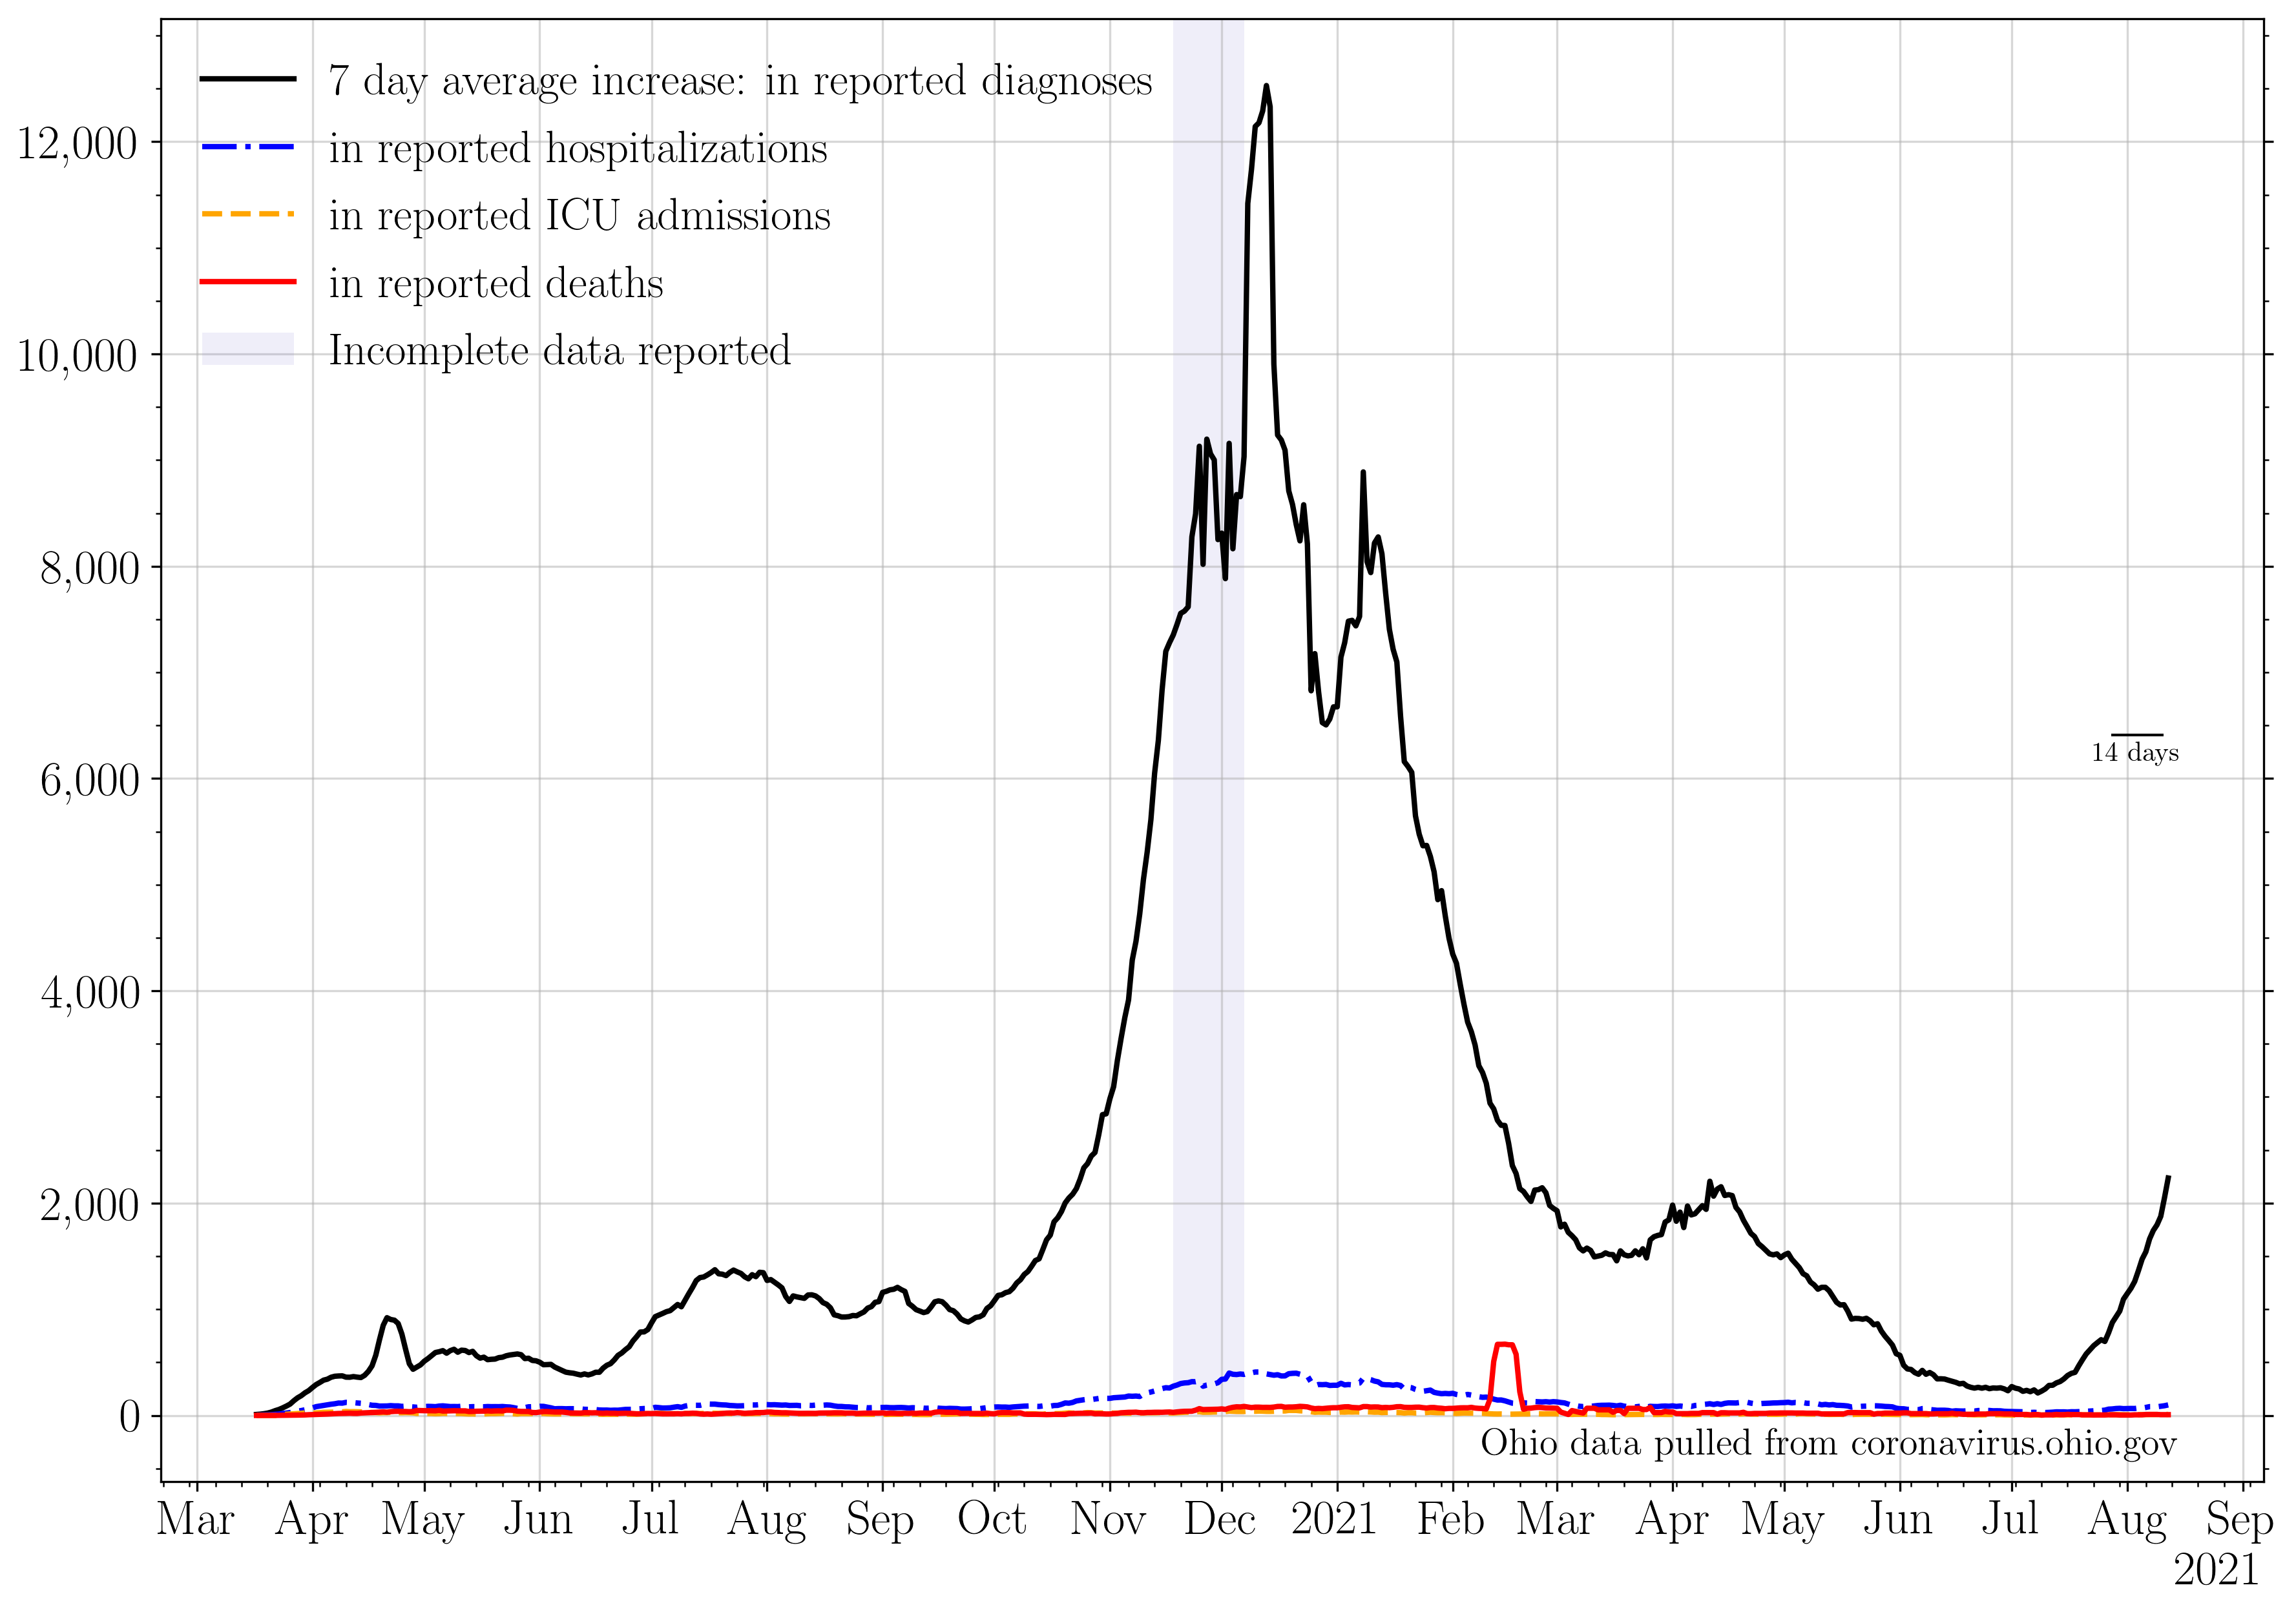 7 day average increase: in reported diagnoses
in reported hospitalizations
in reported ICU admissions
in reported deaths
Incomplete data reported
12,000
10,000
8,000
6,000
4,000
2,000
0
14 days
Ohio data pulled from coronavirus.ohio.gov
Mar Apr May Jun Jul Aug Sep Oct Nov Dec 2021 Feb Mar Apr May Jun Jul Aug Sep
2021